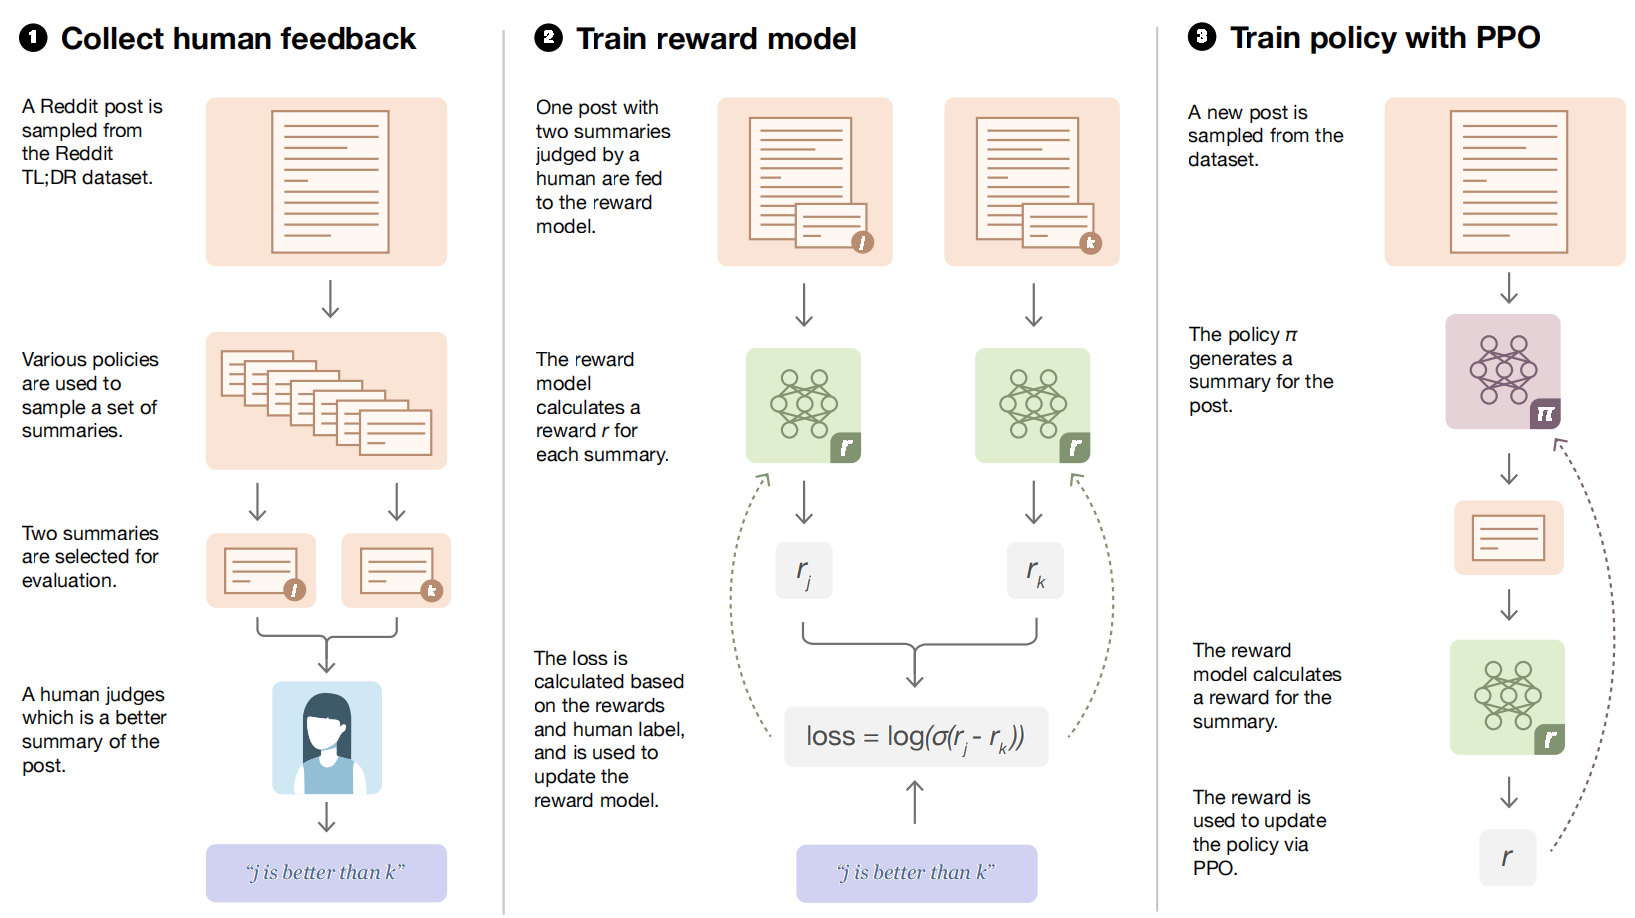 1 Collect human feedback
A Reddit post is
sampled from
the Reddit
TL;DR dataset.
Various policies
are used to
sample a set of
summaries.
Two summaries
are selected for
evaluation.
j
k
A human judges
which is a better
summary of the
post.
“j is better than k”
2 Train reward model
One post with
two summaries
judged by a
human are fed
to the reward
model.
j
k
The reward
model
calculates a
reward r for
each summary.
r
r
r_j
r_k
The loss is
calculated based
on the rewards
and human label,
and is used to
update the
reward model.
loss = log(σ(r_j - r_k))
“j is better than k”
3 Train policy with PPO
A new post is
sampled from the
dataset.
The policy π
generates a
summary for the
post.
π
The reward
model calculates
a reward for the
summary.
r
The reward is
used to update
the policy via
PPO.
r